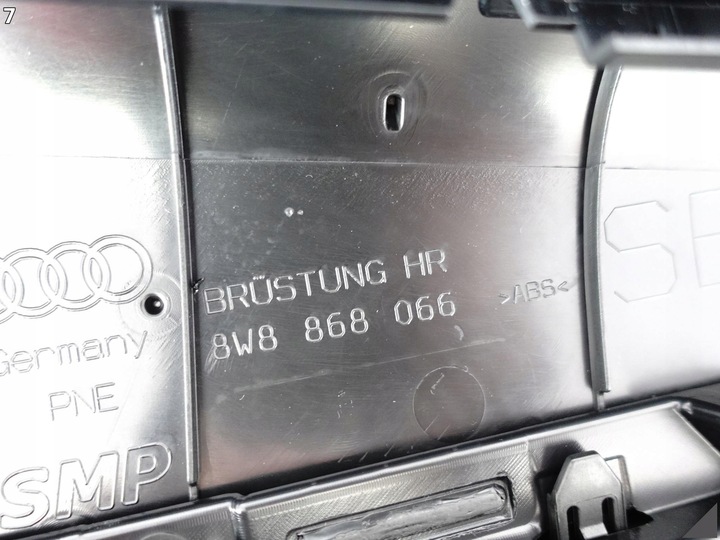 7
BRÜSTUNG HR
8W8 868 066
>ABS<
Germany
PNE
SMP